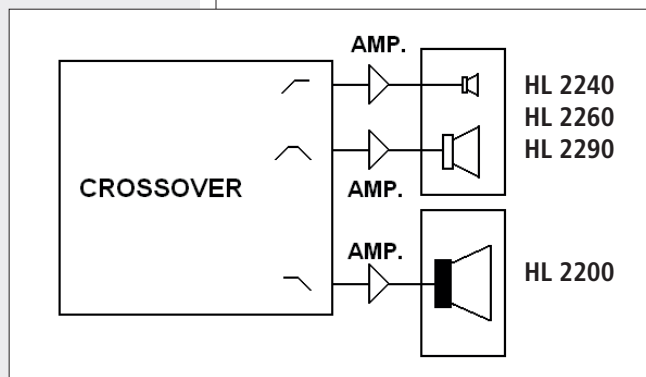 AMP.
HL 2240
HL 2260
HL 2290
CROSSOVER
AMP.
AMP.
HL 2200